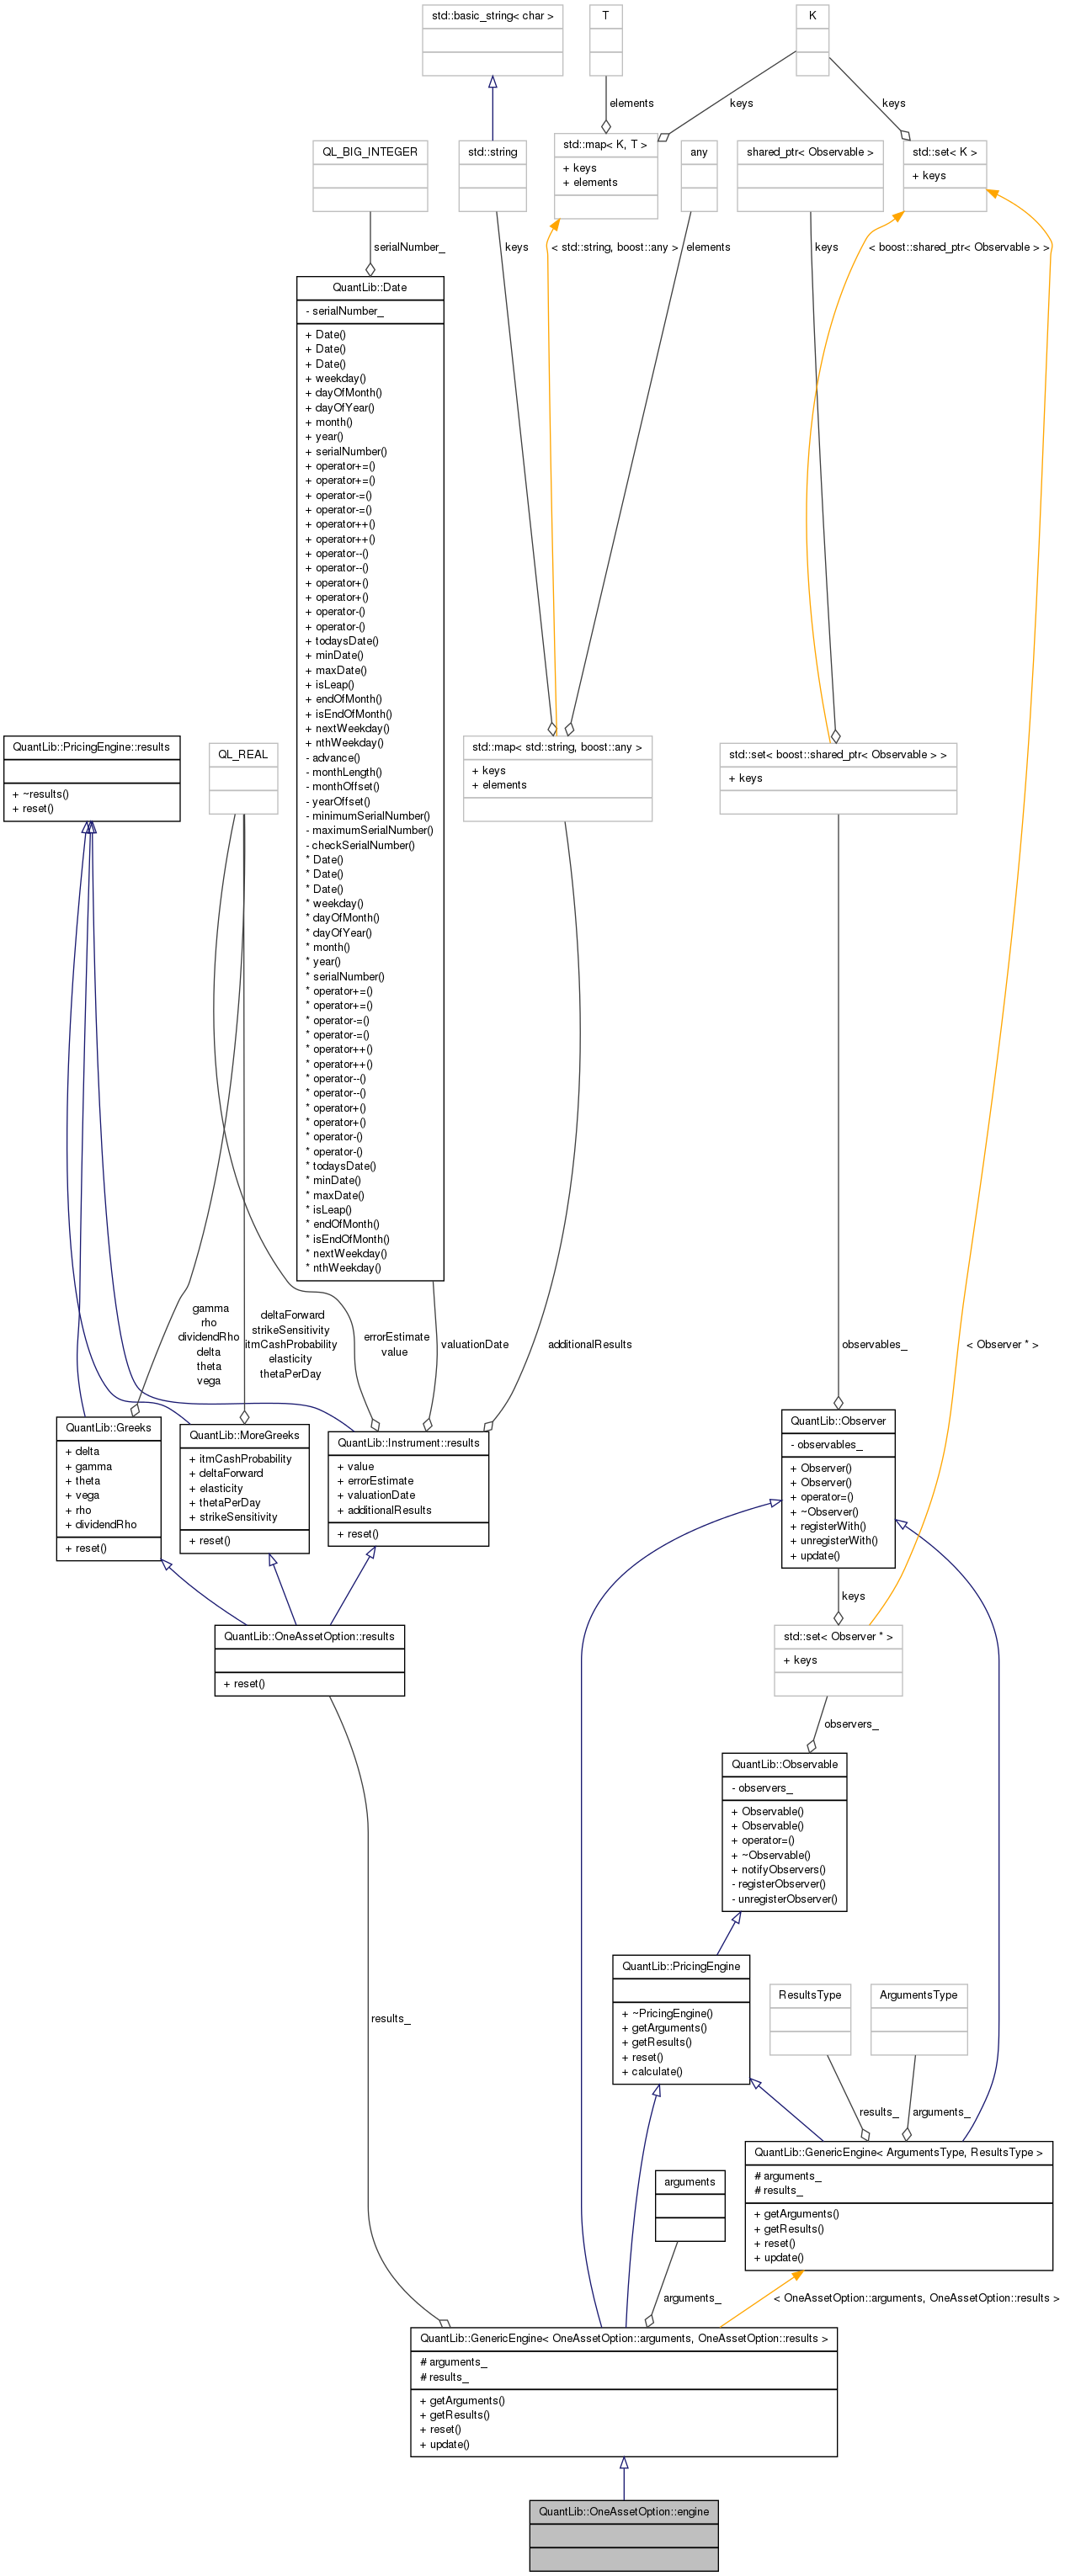 std::basic_string< char >
T
K
elements
keys
keys
QL_BIG_INTEGER
std::string
std::map< K, T >
+ keys
+ elements
any
shared_ptr< Observable >
std::set< K >
+ keys
serialNumber_
keys
< std::string, boost::any >
elements
keys
< boost::shared_ptr< Observable > >
QuantLib::Date
- serialNumber_
+ Date()
+ Date()
+ Date()
+ weekday()
+ dayOfMonth()
+ dayOfYear()
+ month()
+ year()
+ serialNumber()
+ operator+=()
+ operator+=()
+ operator-=()
+ operator-=()
+ operator++()
+ operator++()
+ operator--()
+ operator--()
+ operator+()
+ operator+()
+ operator-()
+ operator-()
+ todaysDate()
+ minDate()
+ maxDate()
+ isLeap()
+ endOfMonth()
+ isEndOfMonth()
+ nextWeekday()
+ nthWeekday()
- advance()
- monthLength()
- monthOffset()
- yearOffset()
- minimumSerialNumber()
- maximumSerialNumber()
- checkSerialNumber()
* Date()
* Date()
* Date()
* weekday()
* dayOfMonth()
* dayOfYear()
* month()
* year()
* serialNumber()
* operator+=()
* operator+=()
* operator-=()
* operator-=()
* operator++()
* operator++()
* operator--()
* operator--()
* operator+()
* operator+()
* operator-()
* operator-()
* todaysDate()
* minDate()
* maxDate()
* isLeap()
* endOfMonth()
* isEndOfMonth()
* nextWeekday()
* nthWeekday()
QuantLib::PricingEngine::results
+ ~results()
+ reset()
QL_REAL
std::map< std::string, boost::any >
+ keys
+ elements
std::set< boost::shared_ptr< Observable > >
+ keys
gamma
rho
dividendRho
delta
theta
vega
deltaForward
strikeSensitivity
itmCashProbability
elasticity
thetaPerDay
errorEstimate
value
valuationDate
additionalResults
observables_
< Observer * >
QuantLib::Greeks
+ delta
+ gamma
+ theta
+ vega
+ rho
+ dividendRho
+ reset()
QuantLib::MoreGreeks
+ itmCashProbability
+ deltaForward
+ elasticity
+ thetaPerDay
+ strikeSensitivity
+ reset()
QuantLib::Instrument::results
+ value
+ errorEstimate
+ valuationDate
+ additionalResults
+ reset()
QuantLib::Observer
- observables_
+ Observer()
+ Observer()
+ operator=()
+ ~Observer()
+ registerWith()
+ unregisterWith()
+ update()
keys
QuantLib::OneAssetOption::results
+ reset()
std::set< Observer * >
+ keys
observers_
QuantLib::Observable
- observers_
+ Observable()
+ Observable()
+ operator=()
+ ~Observable()
+ notifyObservers()
- registerObserver()
- unregisterObserver()
results_
QuantLib::PricingEngine
+ ~PricingEngine()
+ getArguments()
+ getResults()
+ reset()
+ calculate()
ResultsType
ArgumentsType
results_
arguments_
arguments
QuantLib::GenericEngine< ArgumentsType, ResultsType >
# arguments_
# results_
+ getArguments()
+ getResults()
+ reset()
+ update()
arguments_
< OneAssetOption::arguments, OneAssetOption::results >
QuantLib::GenericEngine< OneAssetOption::arguments, OneAssetOption::results >
# arguments_
# results_
+ getArguments()
+ getResults()
+ reset()
+ update()
QuantLib::OneAssetOption::engine